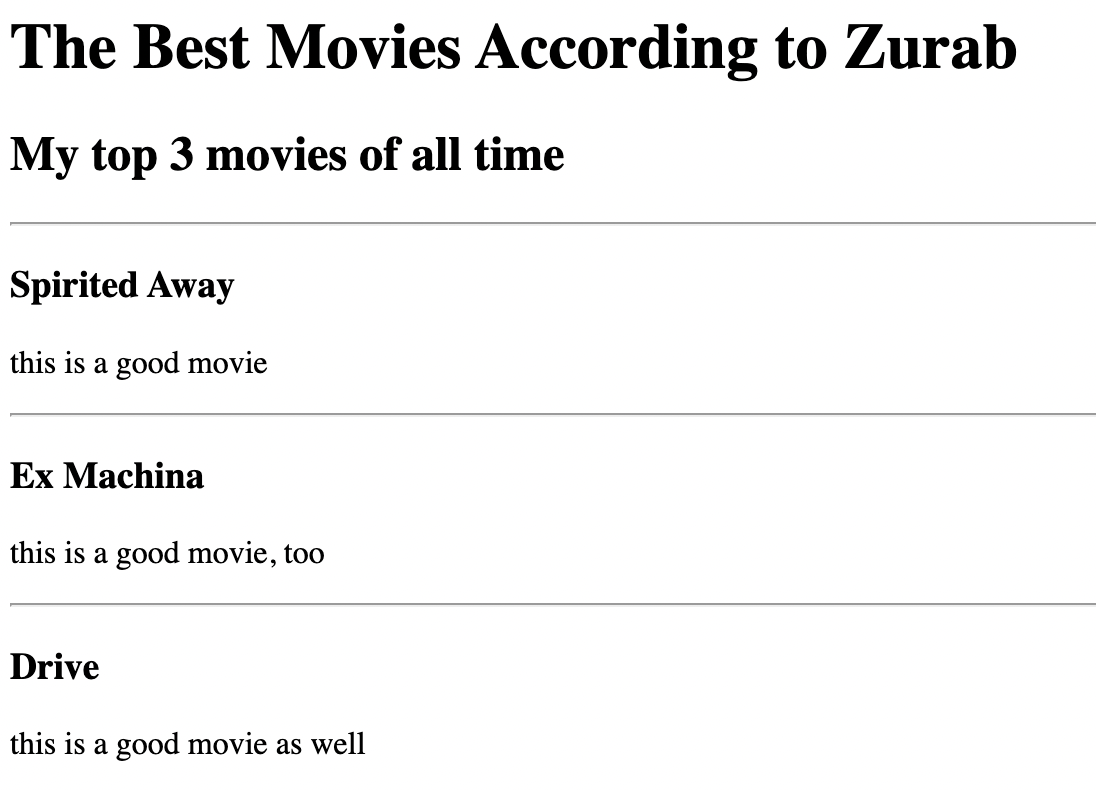 The Best Movies According to Zurab
My top 3 movies of all time
Spirited Away
this is a good movie
Ex Machina
this is a good movie, too
Drive
this is a good movie as well